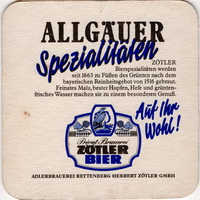 ALLGÄUER
Spezialitäten
ZÖTLER
Bierspezialitäten werden
seit 1663 zu Füßen des Grünten nach dem
bayerischen Reinheitsgebot von 1516 gebraut.
Feinstes Malz, bester Hopfen, Hefe und grünten-
frisches Wasser machen sie zu einem besonderen Genuß.
Auf Ihr
Wohl!
Privat-Brauerei
ZÖTLER
BIER
ADLERBRAUEREI RETTENBERG HERBERT ZÖTLER GMBH